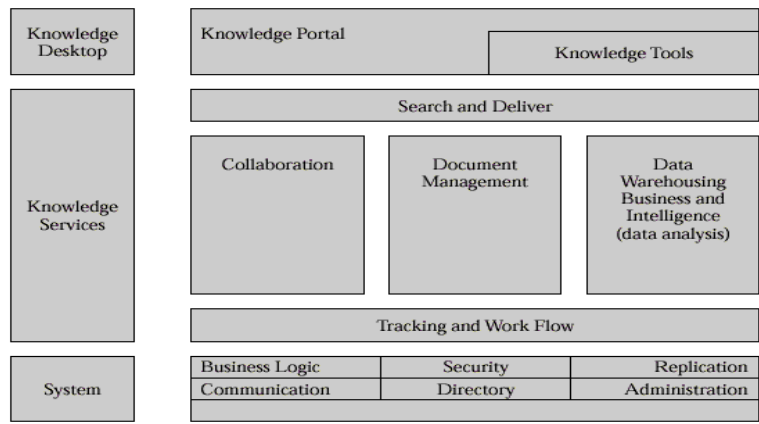 Knowledge
Desktop
Knowledge Portal
Knowledge Tools
Knowledge
Services
Search and Deliver
Collaboration
Document
Management
Data
Warehousing
Business and
Intelligence
(data analysis)
Tracking and Work Flow
System
Business Logic
Security
Replication
Communication
Directory
Administration